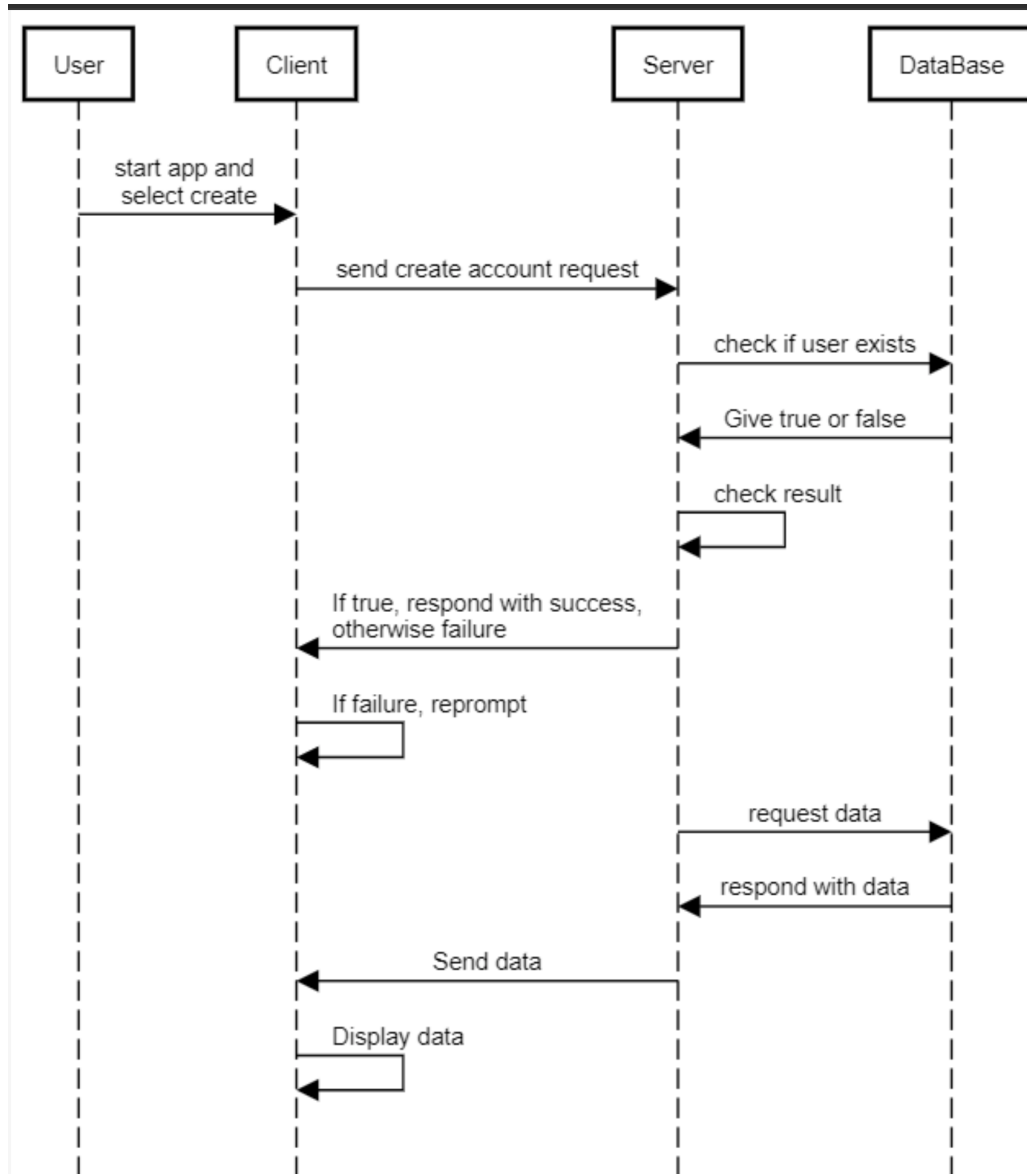 User
Client
Server
DataBase
start app and
select create
send create account request
check if user exists
Give true or false
check result
If true, respond with success,
otherwise failure
If failure, reprompt
request data
respond with data
Send data
Display data